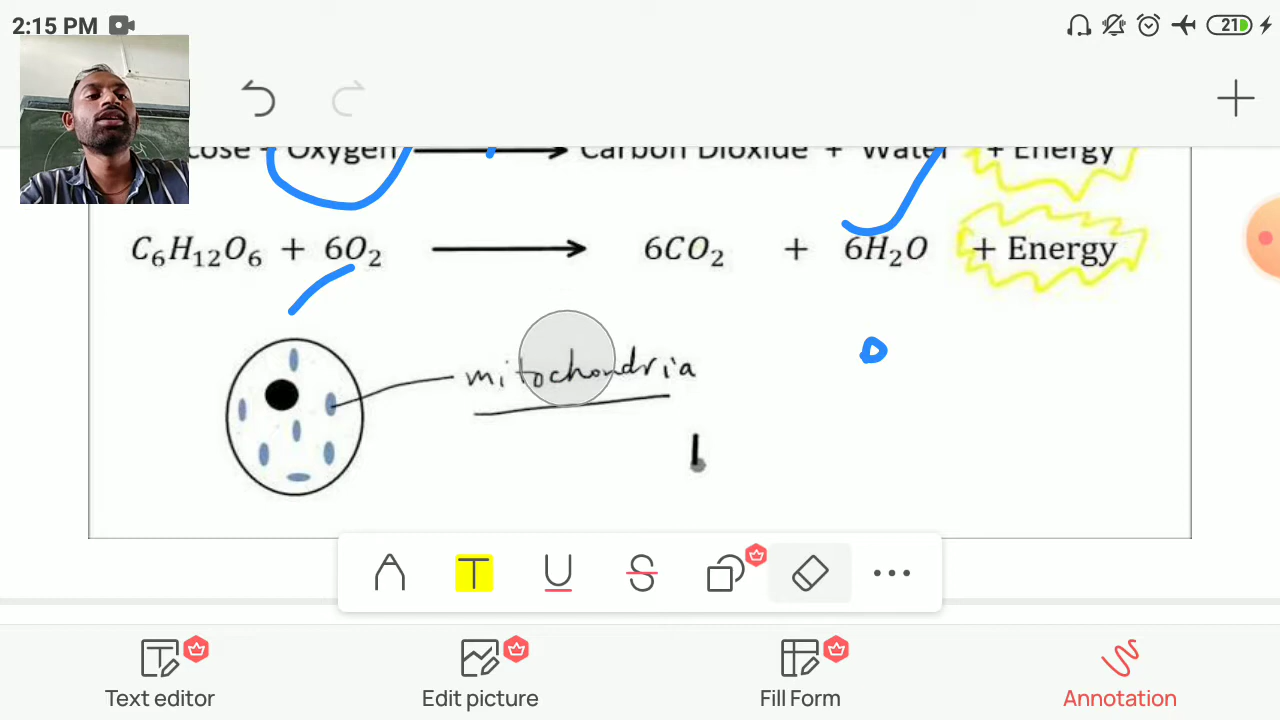 2:15 PM 21
cose - Oxygen Carbon Dioxide + Water + Energy
C₆H₁₂O₆ + 6O₂ ⟶ 6CO₂ + 6H₂O + Energy
mitochondria
T U S
Text editor Edit picture Fill Form Annotation